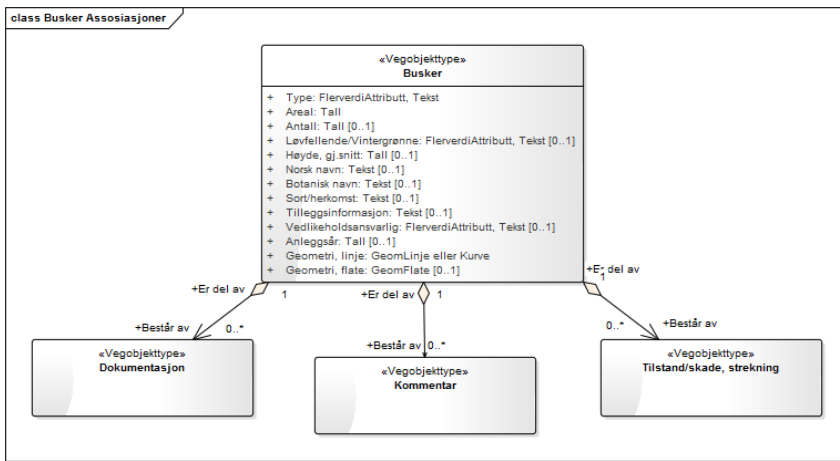 class Busker Assosiasjoner
«Vegobjekttype»
Busker
+ Type: FlerverdiAttributt, Tekst
+ Areal: Tall
+ Antall: Tall [0..1]
+ Løvfellende/Vintergrønne: FlerverdiAttributt, Tekst [0..1]
+ Høyde, gj.snitt: Tall [0..1]
+ Norsk navn: Tekst [0..1]
+ Botanisk navn: Tekst [0..1]
+ Sort/herkomst: Tekst [0..1]
+ Tilleggsinformasjon: Tekst [0..1]
+ Vedlikeholdsansvarlig: FlerverdiAttributt, Tekst [0..1]
+ Anleggsår: Tall [0..1]
+ Geometri, linje: GeomLinje eller Kurve
+ Geometri, flate: GeomFlate [0..1]
+Er del av
1
+Er del av
1
+Er del av
1
+Består av
0..*
+Består av
0..*
0..*
+Består av
«Vegobjekttype»
Dokumentasjon
«Vegobjekttype»
Kommentar
«Vegobjekttype»
Tilstand/skade, strekning